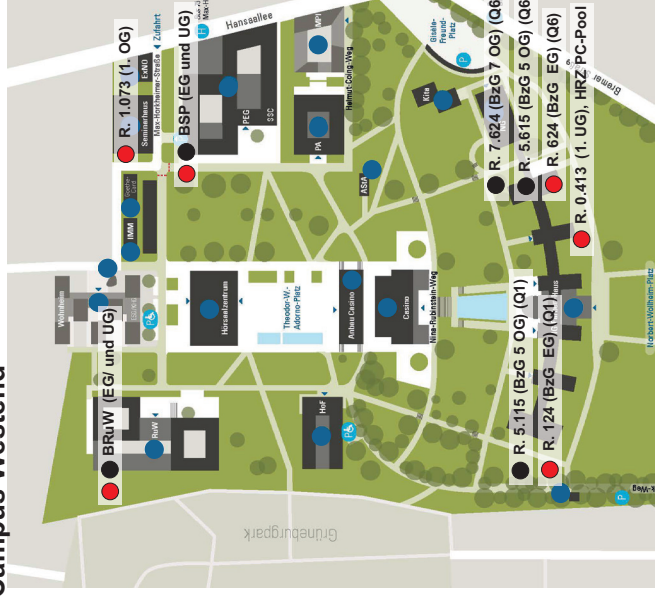 Campus Westend
Hansaallee
MPI
Max-Horkheimer-Straße
Zufahrt
ExNO
Seminarhaus
R. 1.073 (1. OG)
BSP (EG und UG)
PEG
SSC
PA
Helmut-Coing-Weg
Gisèle-
Freund-
Platz
P
Kita
AStA
Bremer
IMM
Goethe-
Card
Wohnheim
P
Hörsaalzentrum
Theodor-W.-
Adorno-Platz
Anbau Casino
Casino
Nina-Rubinstein-Weg
BRuW (EG/ und UG)
RuW
HoF
P
Grüneburgpark
R. 7.624 (BzG 7 OG) (Q6
R. 5.615 (BzG 5 OG) (Q6
R. 624 (BzG EG) (Q6)
R. 0.413 (1. UG), HRZ PC-Pool
R. 5.115 (BzG 5 OG) (Q1)
R. 124 (BzG EG) (Q1)
Norbert-Wollheim-Platz
P